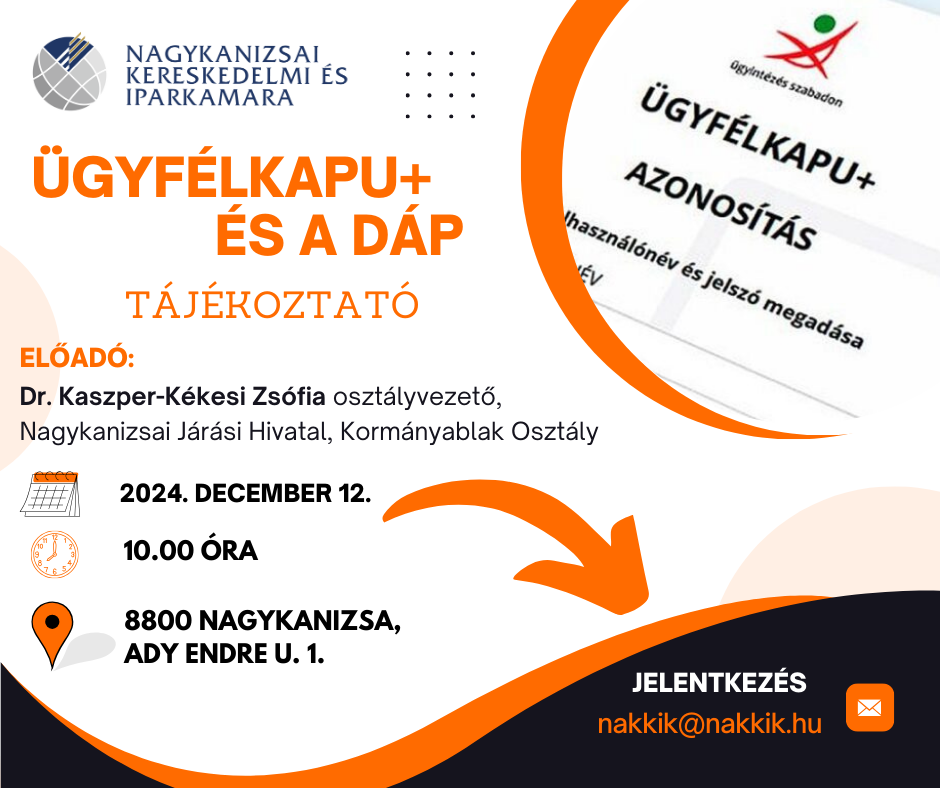 NAGYKANIZSAI
KERESKEDELMI ÉS
IPARKAMARA
ügyintézés szabadon
ÜGYFÉLKAPU+
AZONOSÍTÁS
lhasználónév és jelszó megadása
ÉV
ÜGYFÉLKAPU+
ÉS A DÁP
TÁJÉKOZTATÓ
ELŐADÓ:
Dr. Kaszper-Kékesi Zsófia osztályvezető,
Nagykanizsai Járási Hivatal, Kormányablak Osztály
2024. DECEMBER 12.
10.00 ÓRA
8800 NAGYKANIZSA,
ADY ENDRE U. 1.
JELENTKEZÉS
nakkik@nakkik.hu